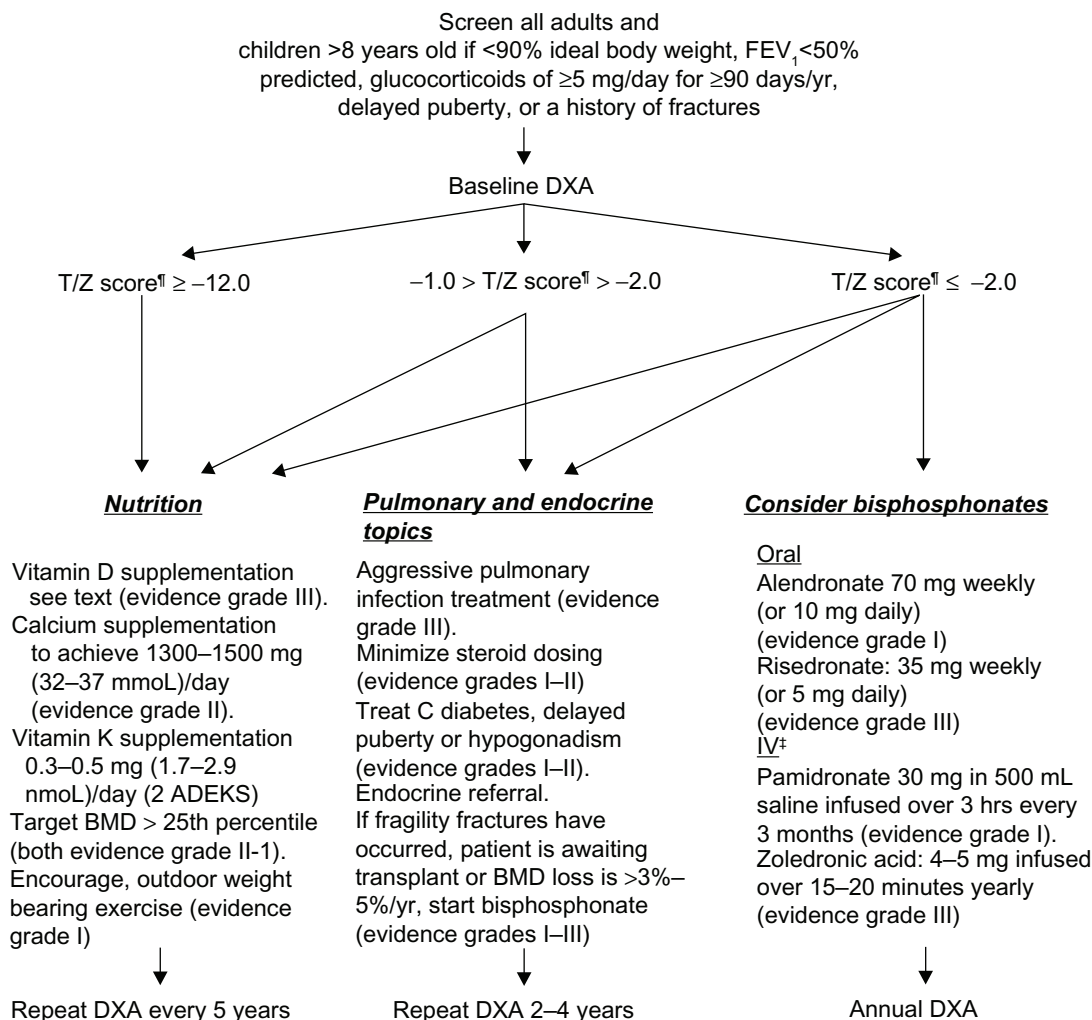 Screen all adults and
children >8 years old if <90% ideal body weight, FEV₁<50%
predicted, glucocorticoids of ≥5 mg/day for ≥90 days/yr,
delayed puberty, or a history of fractures
Baseline DXA
T/Z score¶ ≥ −12.0
−1.0 > T/Z score¶ > −2.0
T/Z score¶ ≤ −2.0
Nutrition
Vitamin D supplementation
see text (evidence grade III).
Calcium supplementation
to achieve 1300–1500 mg
(32–37 mmoL)/day
(evidence grade II).
Vitamin K supplementation
0.3–0.5 mg (1.7–2.9
nmoL)/day (2 ADEKS)
Target BMD > 25th percentile
(both evidence grade II-1).
Encourage, outdoor weight
bearing exercise (evidence
grade I)
Repeat DXA every 5 years
Pulmonary and endocrine
topics
Aggressive pulmonary
infection treatment (evidence
grade III).
Minimize steroid dosing
(evidence grades I–II)
Treat C diabetes, delayed
puberty or hypogonadism
(evidence grades I–II).
Endocrine referral.
If fragility fractures have
occurred, patient is awaiting
transplant or BMD loss is >3%–
5%/yr, start bisphosphonate
(evidence grades I–III)
Repeat DXA 2–4 years
Consider bisphosphonates
Oral
Alendronate 70 mg weekly
(or 10 mg daily)
(evidence grade I)
Risedronate: 35 mg weekly
(or 5 mg daily)
(evidence grade III)
IV‡
Pamidronate 30 mg in 500 mL
saline infused over 3 hrs every
3 months (evidence grade I).
Zoledronic acid: 4–5 mg infused
over 15–20 minutes yearly
(evidence grade III)
Annual DXA